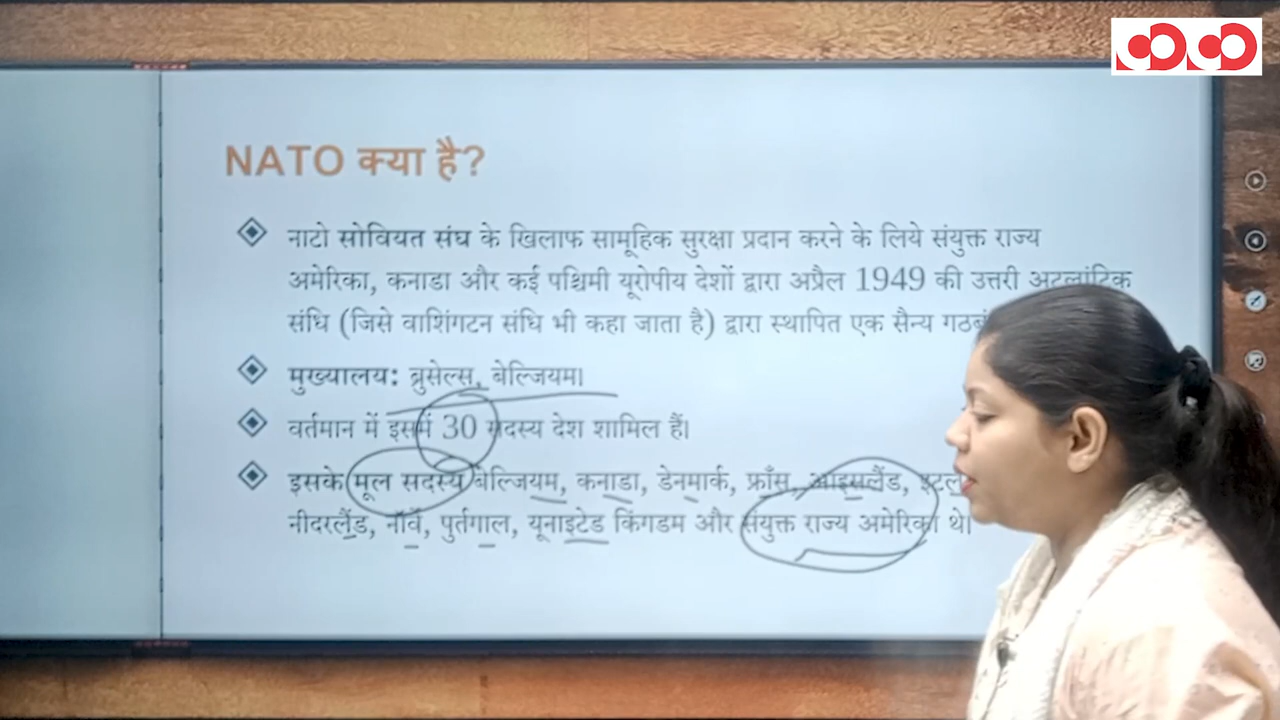 NATO क्या है?
नाटो सोवियत संघ के खिलाफ सामूहिक सुरक्षा प्रदान करने के लिये संयुक्त राज्य
अमेरिका, कनाडा और कई पश्चिमी यूरोपीय देशों द्वारा अप्रैल 1949 की उत्तरी अटलांटिक
संधि (जिसे वाशिंगटन संधि भी कहा जाता है) द्वारा स्थापित एक सैन्य
मुख्यालय: ब्रुसेल्स, बेल्जियम।
वर्तमान में इसमें 30 सदस्य देश शामिल हैं।
इसके मूल सदस्य बेल्जियम, कनाडा, डेनमार्क, फ्राँस, आइसलैंड,
नीदरलैंड, नॉर्वे, पुर्तगाल, यूनाइटेड किंगडम और संयुक्त राज्य अमेरिका थे।